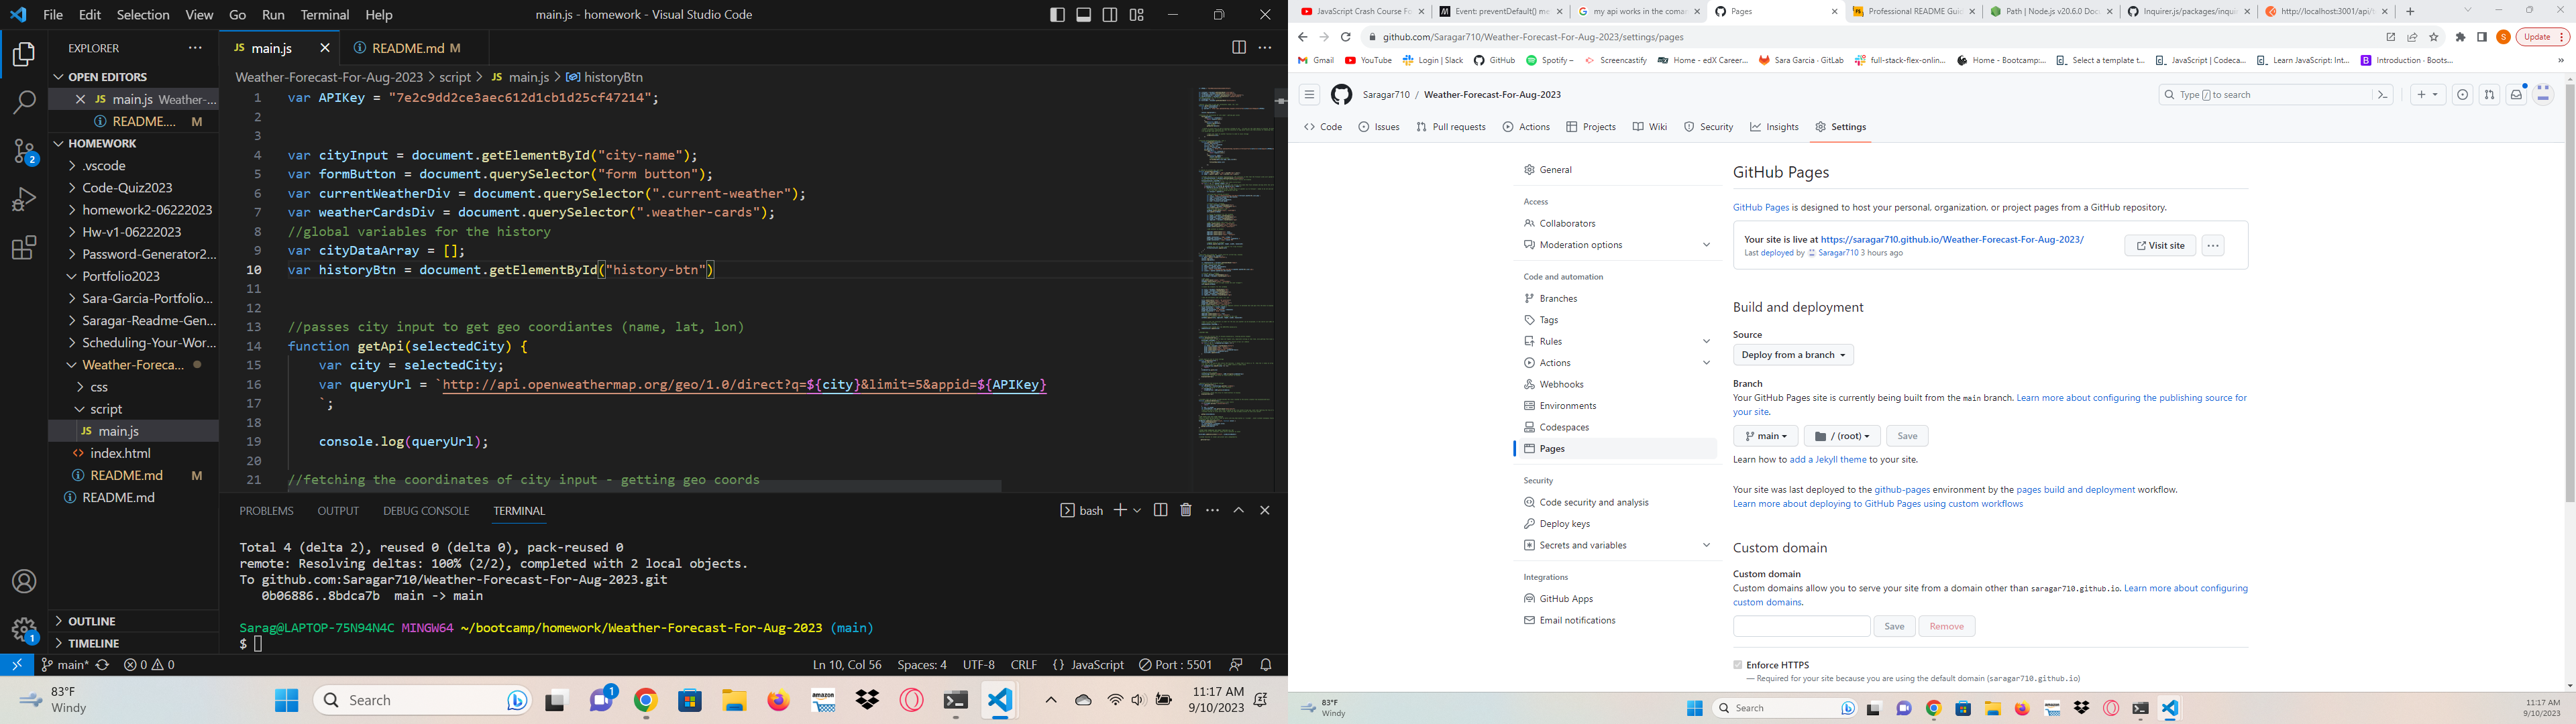 File Edit Selection View Go Run Terminal Help
main.js - homework - Visual Studio Code
EXPLORER
OPEN EDITORS
main.js Weather-...
README.... M
HOMEWORK
.vscode
Code-Quiz2023
homework2-06222023
Hw-v1-06222023
Password-Generator2...
Portfolio2023
Sara-Garcia-Portfolio...
Saragar-Readme-Gen...
Scheduling-Your-Wor...
Weather-Foreca...
css
script
JS main.js
index.html
README.md M
README.md
OUTLINE
TIMELINE
JS main.js
README.md M
Weather-Forecast-For-Aug-2023 > script > JS main.js > historyBtn
1 var APIKey = "7e2c9dd2ce3aec612d1cb1d25cf47214";
2
3
4 var cityInput = document.getElementById("city-name");
5 var formButton = document.querySelector("form button");
6 var currentWeatherDiv = document.querySelector(".current-weather");
7 var weatherCardsDiv = document.querySelector(".weather-cards");
8 //global variables for the history
9 var cityDataArray = [];
10 var historyBtn = document.getElementById("history-btn")
11
12
13 //passes city input to get geo coordiantes (name, lat, lon)
14 function getApi(selectedCity) {
15 var city = selectedCity;
16 var queryUrl = `http://api.openweathermap.org/geo/1.0/direct?q=${city}&limit=5&appid=${APIKey}
17 `;
18
19 console.log(queryUrl);
20
21 //fetching the coordinates of city input - getting geo coords
PROBLEMS OUTPUT DEBUG CONSOLE TERMINAL
bash
Total 4 (delta 2), reused 0 (delta 0), pack-reused 0
remote: Resolving deltas: 100% (2/2), completed with 2 local objects.
To github.com:Saragar710/Weather-Forecast-For-Aug-2023.git
0b06886..8bdca7b main -> main
Sarag@LAPTOP-75N94N4C MINGW64 ~/bootcamp/homework/Weather-Forecast-For-Aug-2023 (main)
$
main* 0 0
Ln 10, Col 56 Spaces: 4 UTF-8 CRLF {} JavaScript Port : 5501
83°F
Windy
Search
11:17 AM
9/10/2023
JavaScript Crash Course Fo
Event: preventDefault() me
my api works in the coma
Pages
Professional README Guid
Path | Node.js v20.6.0 Doc
Inquirer.js/packages/inqui
http://localhost:3001/api/t
github.com/Saragar710/Weather-Forecast-For-Aug-2023/settings/pages
Update
Gmail YouTube Login | Slack GitHub Spotify – Screencastify Home - edX Career... Sara Garcia · GitLab full-stack-flex-onlin... Home - Bootcamp:... Select a template t... JavaScript | Codeca... Learn JavaScript: Int... Introduction · Boots...
Saragar710 / Weather-Forecast-For-Aug-2023
Type / to search
Code Issues Pull requests Actions Projects Wiki Security Insights Settings
General
Access
Collaborators
Moderation options
Code and automation
Branches
Tags
Rules
Actions
Webhooks
Environments
Codespaces
Pages
Security
Code security and analysis
Deploy keys
Secrets and variables
Integrations
GitHub Apps
Email notifications
GitHub Pages
GitHub Pages is designed to host your personal, organization, or project pages from a GitHub repository.
Your site is live at https://saragar710.github.io/Weather-Forecast-For-Aug-2023/
Last deployed by Saragar710 3 hours ago
Visit site
Build and deployment
Source
Deploy from a branch
Branch
Your GitHub Pages site is currently being built from the main branch. Learn more about configuring the publishing source for
your site.
main / (root) Save
Learn how to add a Jekyll theme to your site.
Your site was last deployed to the github-pages environment by the pages build and deployment workflow.
Learn more about deploying to GitHub Pages using custom workflows
Custom domain
Custom domain
Custom domains allow you to serve your site from a domain other than saragar710.github.io. Learn more about configuring
custom domains.
Save Remove
Enforce HTTPS
— Required for your site because you are using the default domain (saragar710.github.io)
83°F
Windy
Search
11:17 AM
9/10/2023